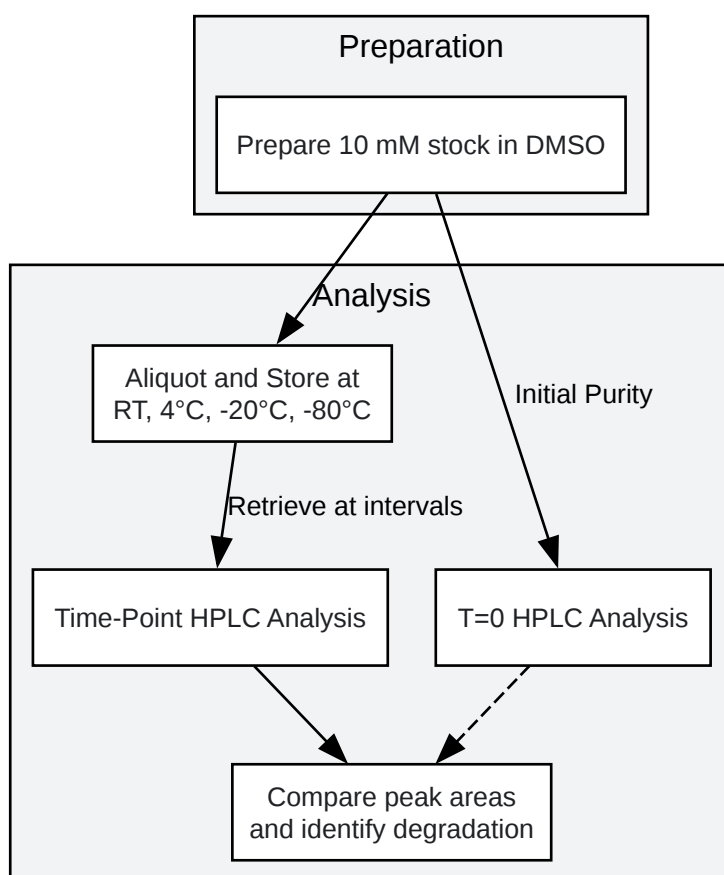 Preparation
Prepare 10 mM stock in DMSO
Analysis
Aliquot and Store at
RT, 4°C, -20°C, -80°C
Initial Purity
Retrieve at intervals
Time-Point HPLC Analysis
T=0 HPLC Analysis
Compare peak areas
and identify degradation